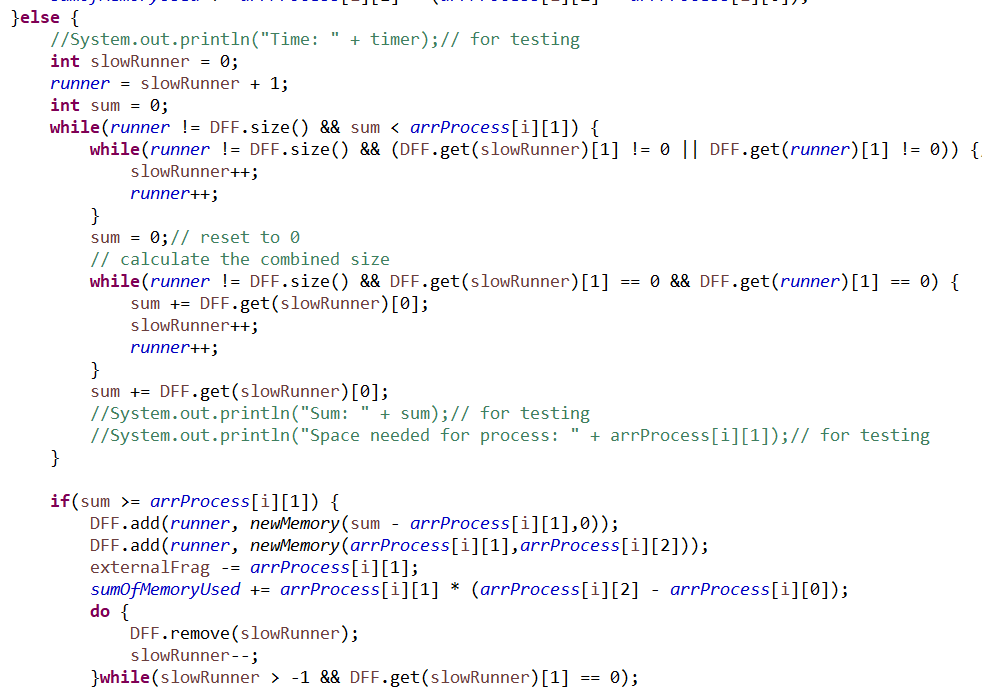 }else {
//System.out.println("Time: " + timer);// for testing
int slowRunner = 0;
runner = slowRunner + 1;
int sum = 0;
while(runner != DFF.size() && sum < arrProcess[i][1]) {
while(runner != DFF.size() && (DFF.get(slowRunner)[1] != 0 || DFF.get(runner)[1] != 0)) {
slowRunner++;
runner++;
}
sum = 0;// reset to 0
// calculate the combined size
while(runner != DFF.size() && DFF.get(slowRunner)[1] == 0 && DFF.get(runner)[1] == 0) {
sum += DFF.get(slowRunner)[0];
slowRunner++;
runner++;
}
sum += DFF.get(slowRunner)[0];
//System.out.println("Sum: " + sum);// for testing
//System.out.println("Space needed for process: " + arrProcess[i][1]);// for testing
}
if(sum >= arrProcess[i][1]) {
DFF.add(runner, newMemory(sum - arrProcess[i][1],0));
DFF.add(runner, newMemory(arrProcess[i][1],arrProcess[i][2]));
externalFrag -= arrProcess[i][1];
sumOfMemoryUsed += arrProcess[i][1] * (arrProcess[i][2] - arrProcess[i][0]);
do {
DFF.remove(slowRunner);
slowRunner--;
}while(slowRunner > -1 && DFF.get(slowRunner)[1] == 0);